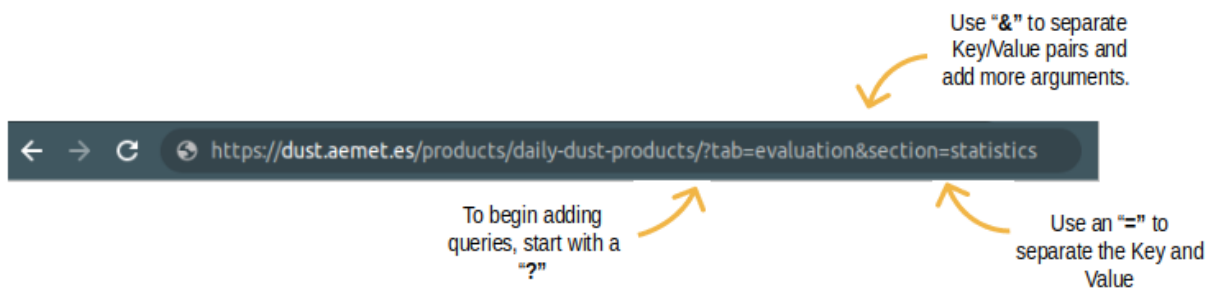 Use “&” to separate
Key/Value pairs and
add more arguments.
https://dust.aemet.es/products/daily-dust-products/?tab=evaluation&section=statistics
To begin adding
queries, start with a
“?”
Use an “=” to
separate the Key and
Value